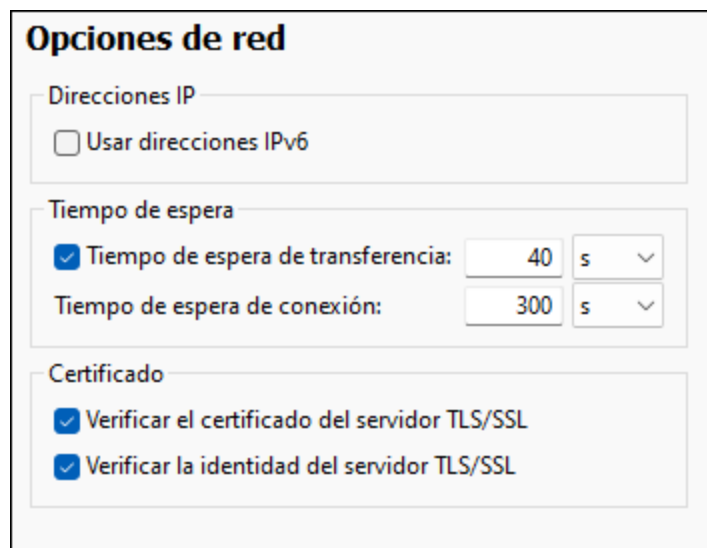 Opciones de red
Direcciones IP
Usar direcciones IPv6
Tiempo de espera
Tiempo de espera de transferencia: 40 s
Tiempo de espera de conexión: 300 s
Certificado
Verificar el certificado del servidor TLS/SSL
Verificar la identidad del servidor TLS/SSL